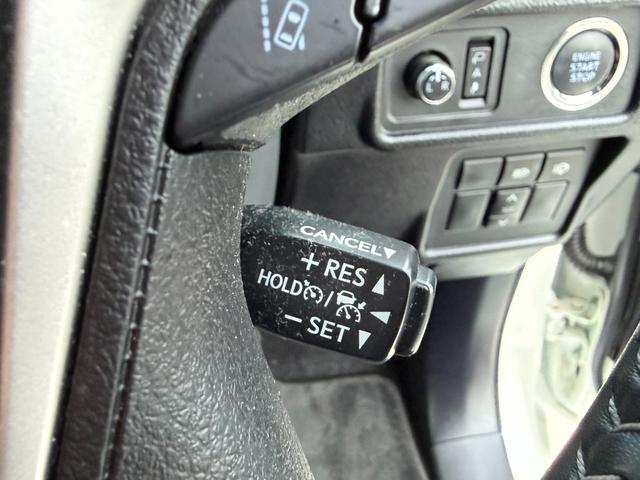 ENGINE
START
STOP
L R
P
A
CANCEL▼
+ RES ▲
HOLD /
− SET ▼